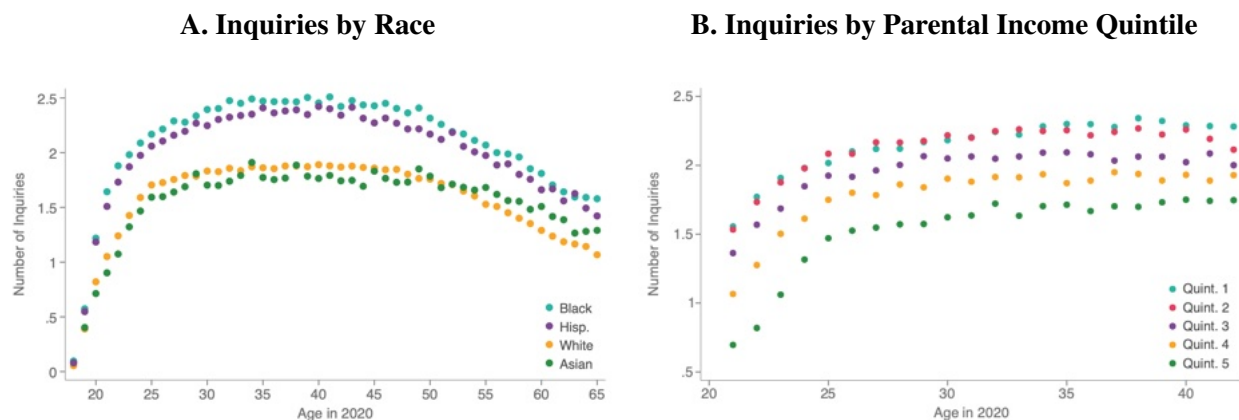 A. Inquiries by Race
Number of Inquiries
2.5
2
1.5
1
.5
0
20
25
30
35
40
45
50
55
60
65
Age in 2020
Black
Hisp.
White
Asian
B. Inquiries by Parental Income Quintile
Number of Inquiries
2.5
2
1.5
1
.5
20
25
30
35
40
Age in 2020
Quint. 1
Quint. 2
Quint. 3
Quint. 4
Quint. 5